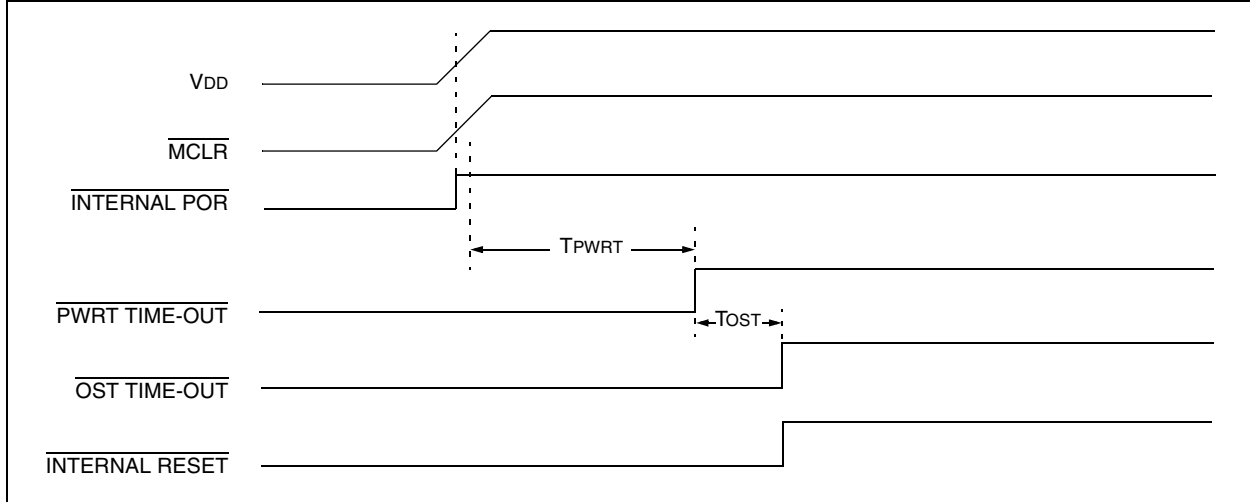 VDD
MCLR
INTERNAL POR
TPWRT
PWRT TIME-OUT
TOST
OST TIME-OUT
INTERNAL RESET